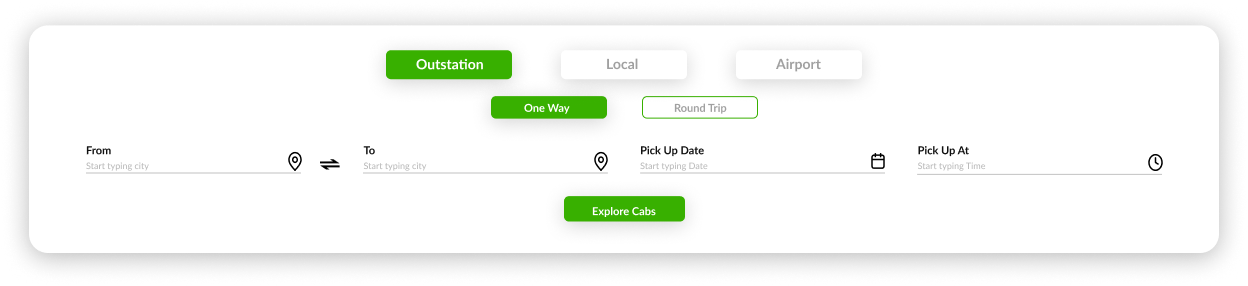 Outstation Local Airport
One Way Round Trip
From To Pick Up Date Pick Up At
Start typing city Start typing city Start typing Date Start typing Time
Explore Cabs